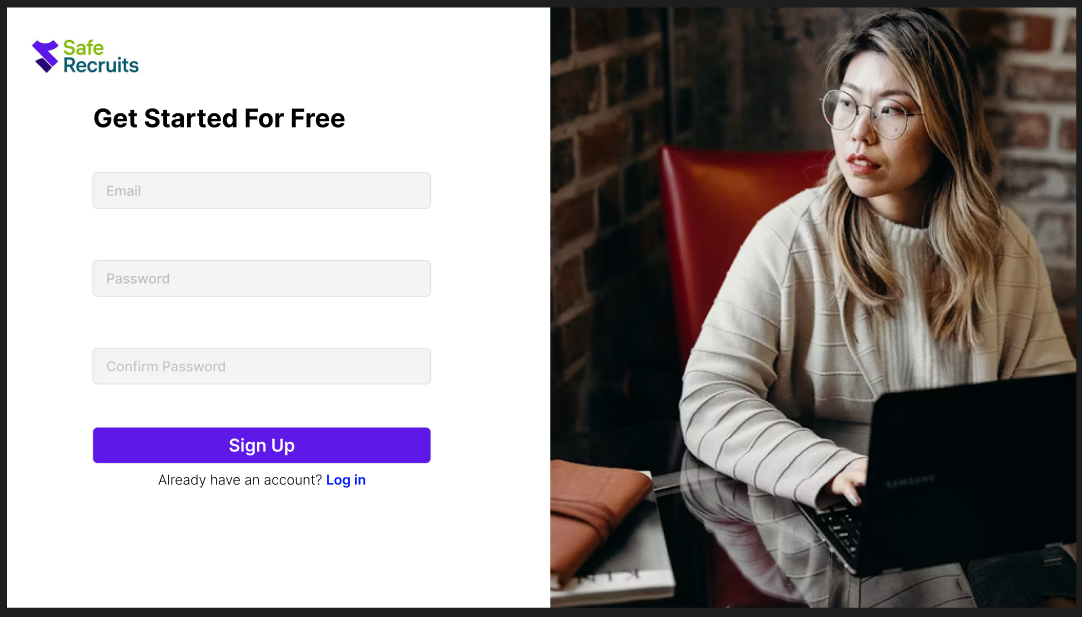 Safe
Recruits
Get Started For Free
Email
Password
Confirm Password
Sign Up
Already have an account? Log in
SAMSUNG